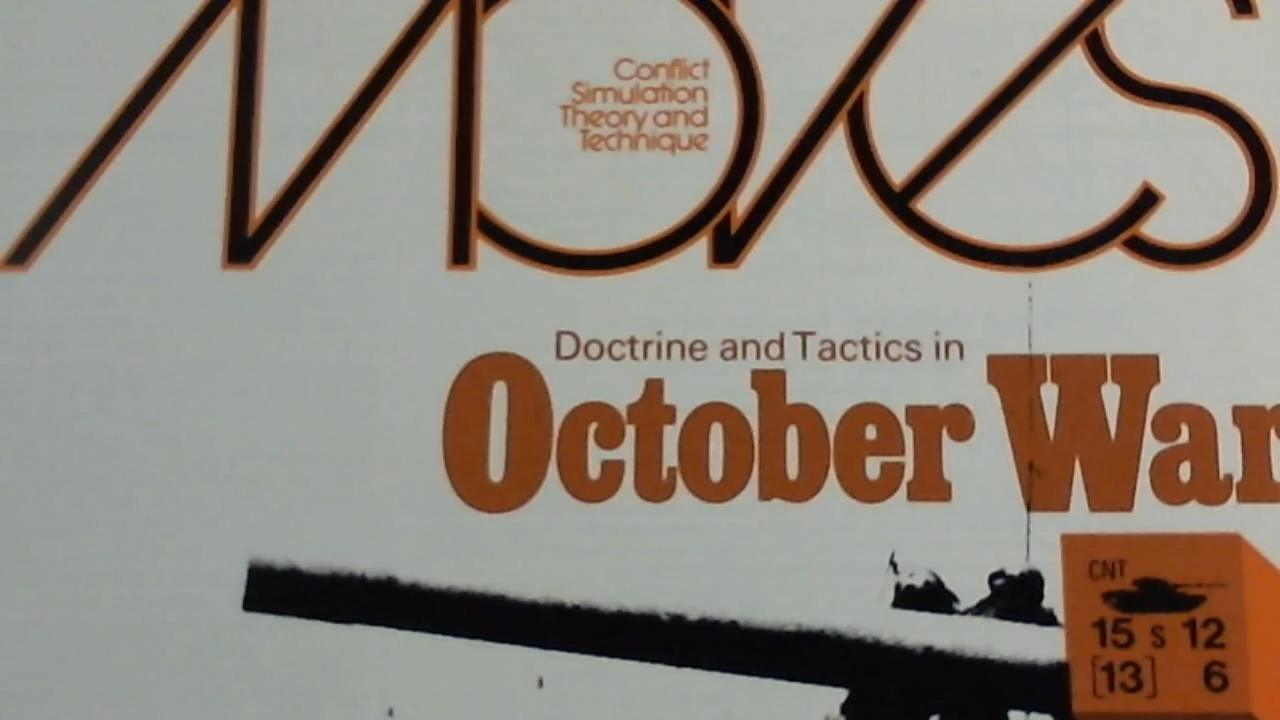 Moves
Conflict
Simulation
Theory and
Technique
Doctrine and Tactics in
October War
CNT
15 S 12
[13] 6